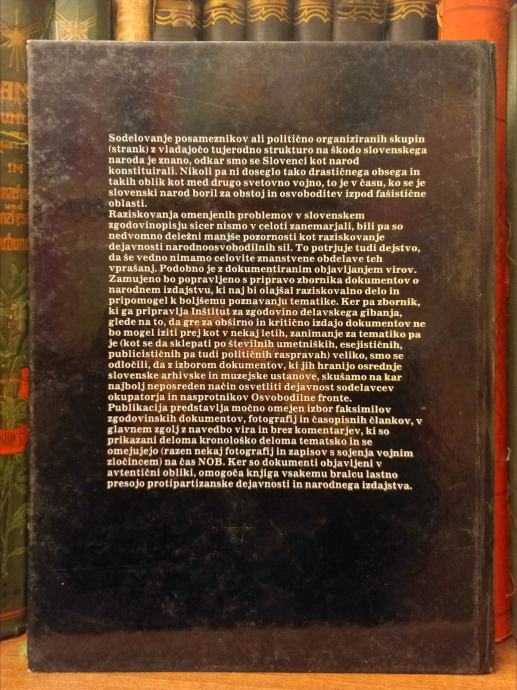 Sodelovanje posameznikov ali politično organiziranih skupin
(strank) z vladajočo tujerodno strukturo na škodo slovenskega
naroda je znano, odkar smo se Slovenci kot narod
konstituirali. Nikoli pa ni doseglo tako drastičnega obsega in
takih oblik kot med drugo svetovno vojno, to je v času, ko se je
slovenski narod boril za obstoj in osvoboditev izpod fašistične
oblasti.
Raziskovanja omenjenih problemov v slovenskem
zgodovinopisju sicer nismo v celoti zanemarjali, bili pa so
nedvomno deležni manjše pozornosti kot raziskovanje
dejavnosti narodnoosvobodilnih sil. To potrjuje tudi dejstvo,
da še vedno nimamo celovite znanstvene obdelave teh
vprašanj. Podobno je z dokumentiranim objavljanjem virov.
Zamujeno bo popravljeno s pripravo zbornika dokumentov o
narodnem izdajstvu, ki naj bi olajšal raziskovalno delo in
pripomogel k boljšemu poznavanju tematike. Ker pa zbornik,
ki ga pripravlja Inštitut za zgodovino delavskega gibanja,
glede na to, da gre za obširno in kritično izdajo dokumentov ne
bo mogel iziti prej kot v nekaj letih, zanimanje za tematiko pa
je (kot se da sklepati po številnih umetniških, esejističnih,
publicističnih pa tudi političnih raspravah) veliko, smo se
odločili, da z izborom dokumentov, ki jih hranijo osrednje
slovenske arhivske in muzejske ustanove, skušamo na kar
najbolj neposreden način osvetliti dejavnost sodelavcev
okupatorja in nasprotnikov Osvobodilne fronte.
Publikacija predstavlja močno omejen izbor faksimilov
zgodovinskih dokumentov, fotografij in časopisnih člankov, v
glavnem zgolj z navedbo vira in brez komentarjev, ki so
prikazani deloma kronološko deloma tematsko in se
omejujejo (razen nekaj fotografij in zapisov s sojenja vojnim
zločincem) na čas NOB. Ker so dokumenti objavljeni v
avtentični obliki, omogoča knjiga vsakemu bralcu lastno
presojo protipartizanske dejavnosti in narodnega izdajstva.